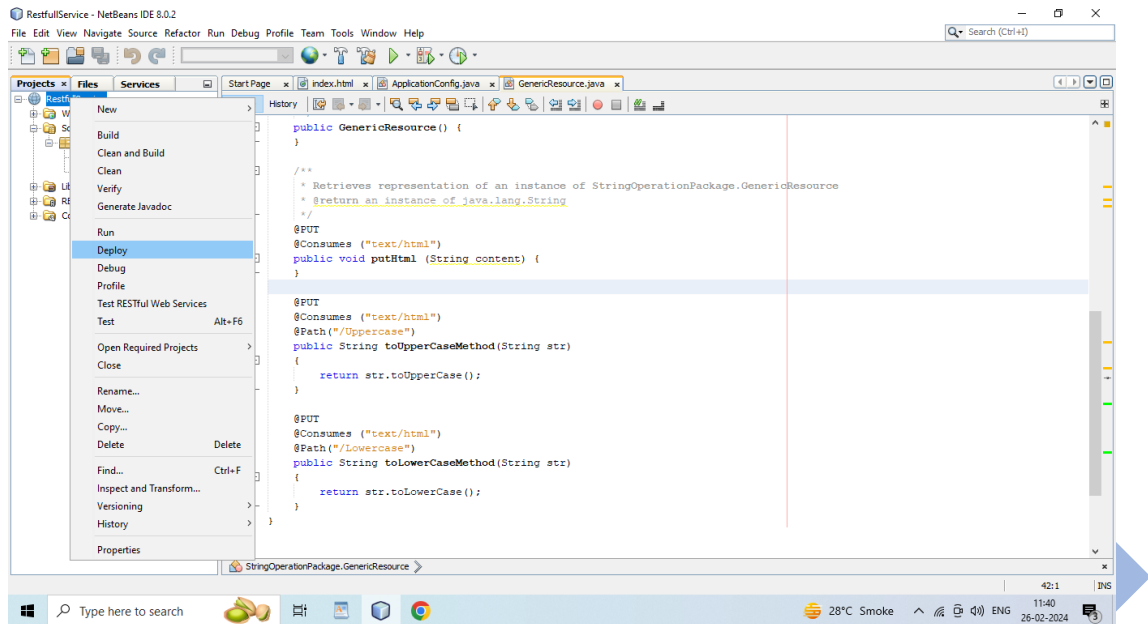 RestfullService - NetBeans IDE 8.0.2
File Edit View Navigate Source Refactor Run Debug Profile Team Tools Window Help
Search (Ctrl+I)
Projects Files Services
Start Page index.html ApplicationConfig.java GenericResource.java
History
New
Build
Clean and Build
Clean
Verify
Generate Javadoc
Run
Deploy
Debug
Profile
Test RESTful Web Services
Test Alt+F6
Open Required Projects
Close
Rename...
Move...
Copy...
Delete Delete
Find... Ctrl+F
Inspect and Transform...
Versioning
History
Properties
public GenericResource() {
}
/**
* Retrieves representation of an instance of StringOperationPackage.GenericResource
* @return an instance of java.lang.String
*/
@PUT
@Consumes ("text/html")
public void putHtml (String content) {
}
@PUT
@Consumes ("text/html")
@Path("/Uppercase")
public String toUpperCaseMethod(String str)
{
return str.toUpperCase();
}
@PUT
@Consumes ("text/html")
@Path("/Lowercase")
public String toLowerCaseMethod(String str)
{
return str.toLowerCase();
}
}
StringOperationPackage.GenericResource
42:1 INS
Type here to search
28°C Smoke
ENG
11:40
26-02-2024
3